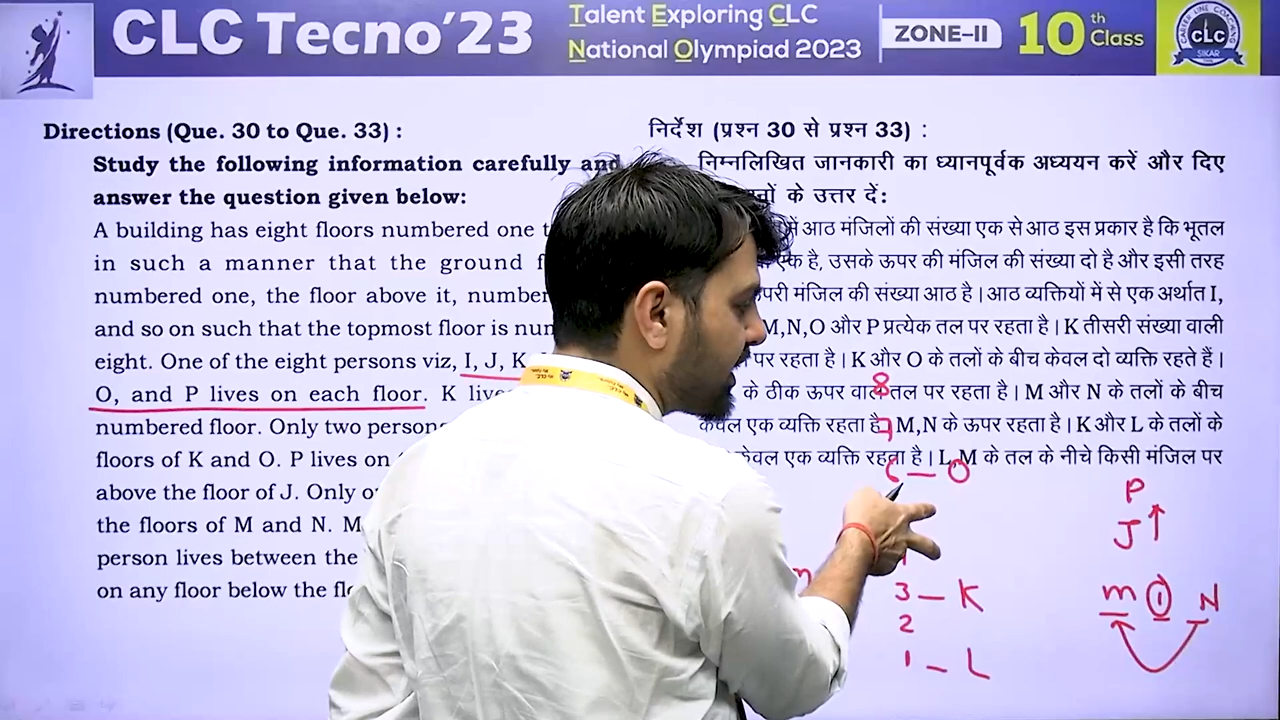 CLC Tecno'23
Talent Exploring CLC
National Olympiad 2023
ZONE–II
10th Class
CAREER LINE COACHING
CLC
SIKAR
Directions (Que. 30 to Que. 33) :
Study the following information carefully and
answer the question given below:
A building has eight floors numbered one
in such a manner that the ground
numbered one, the floor above it,
and so on such that the topmost floor is
eight. One of the eight persons viz, I, J, K
O, and P lives on each floor. K
numbered floor. Only two
floors of K and O. P lives on
above the floor of J. Only
the floors of M and N. M
person lives between the
on any floor below the
निर्देश (प्रश्न 30 से प्रश्न 33) :
निम्नलिखित जानकारी का ध्यानपूर्वक अध्ययन करें और दिए
के उत्तर दें:
में आठ मंजिलों की संख्या एक से आठ इस प्रकार है कि भूतल
एक है, उसके ऊपर की मंजिल की संख्या दो है और इसी तरह
मंजिल की संख्या आठ है। आठ व्यक्तियों में से एक अर्थात I,
M,N,O और P प्रत्येक तल पर रहता है। K तीसरी संख्या वाली
पर रहता है। K और O के तलों के बीच केवल दो व्यक्ति रहते हैं।
के ठीक ऊपर वाले तल पर रहता है। M और N के तलों के बीच
केवल एक व्यक्ति रहता है। M,N के ऊपर रहता है। K और L के तलों के
केवल एक व्यक्ति रहता है। L,M के तल के नीचे किसी मंजिल पर
8
7
6 – O
3 – K
2
1 – L
m
P
J ↑
m 1 N